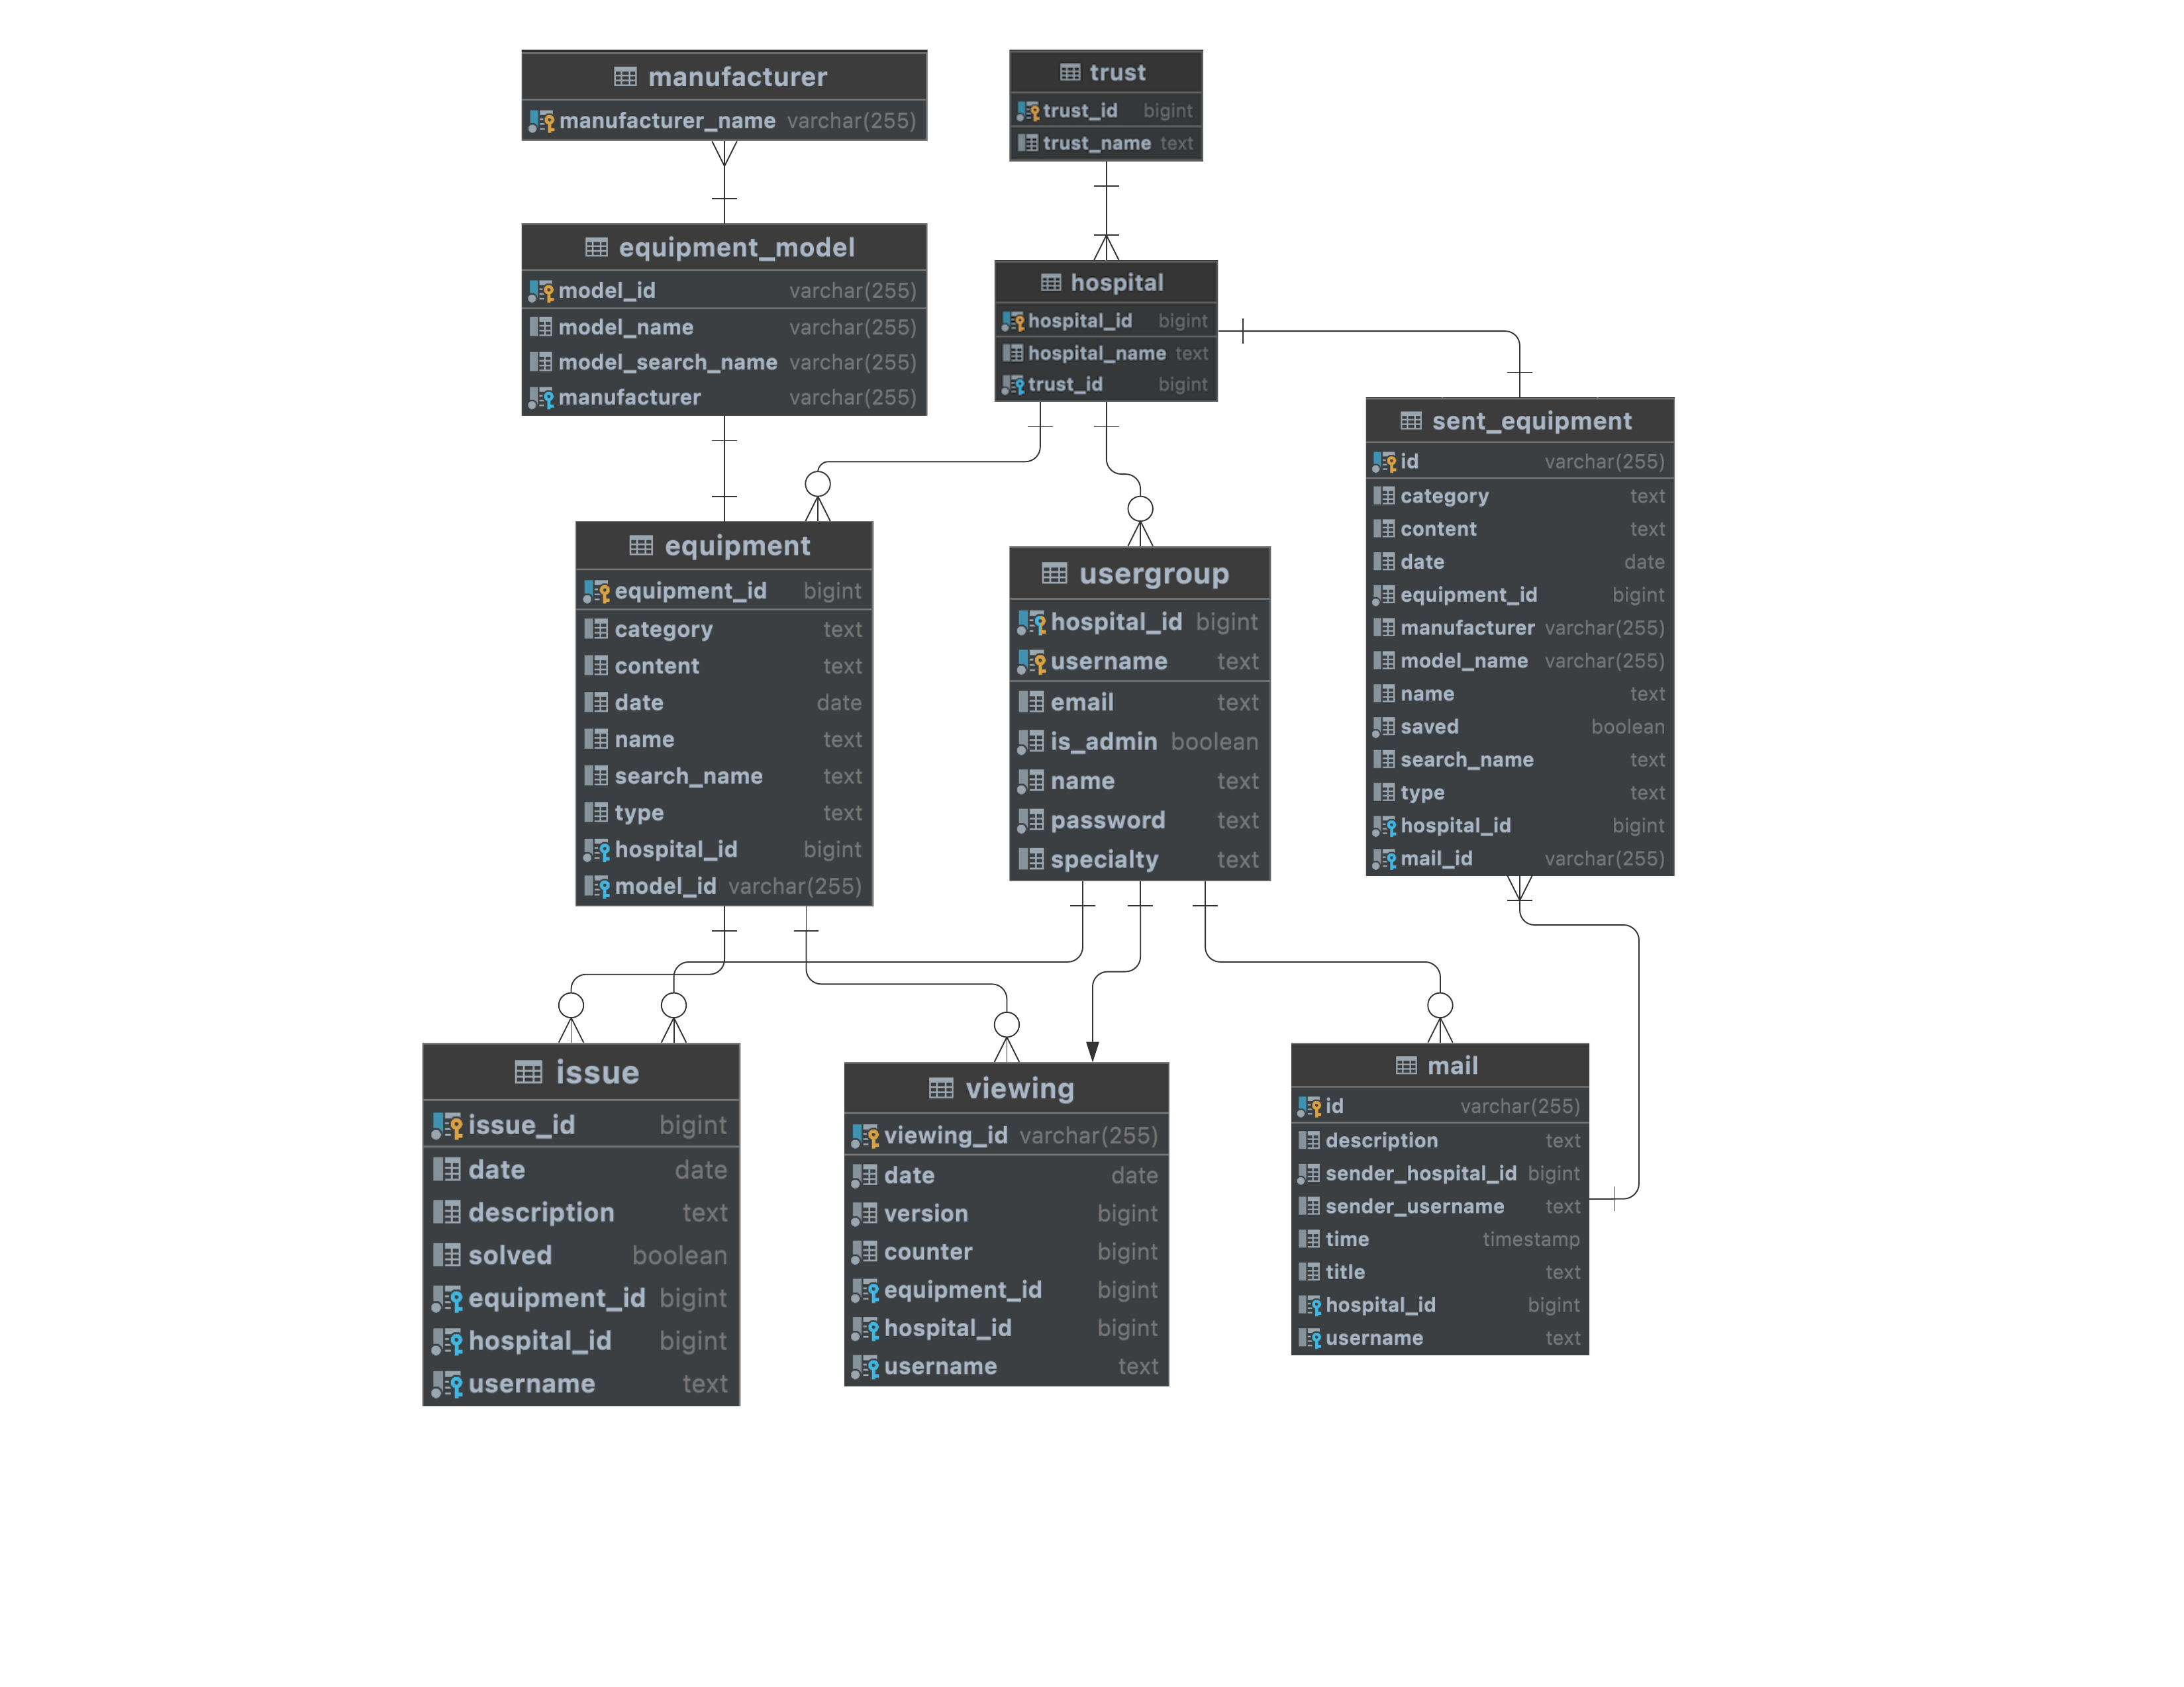 manufacturer
manufacturer_name varchar(255)
trust
trust_id bigint
trust_name text
equipment_model
model_id varchar(255)
model_name varchar(255)
model_search_name varchar(255)
manufacturer varchar(255)
hospital
hospital_id bigint
hospital_name text
trust_id bigint
sent_equipment
id varchar(255)
category text
content text
date date
equipment_id bigint
manufacturer varchar(255)
model_name varchar(255)
name text
saved boolean
search_name text
type text
hospital_id bigint
mail_id varchar(255)
equipment
equipment_id bigint
category text
content text
date date
name text
search_name text
type text
hospital_id bigint
model_id varchar(255)
usergroup
hospital_id bigint
username text
email text
is_admin boolean
name text
password text
specialty text
issue
issue_id bigint
date date
description text
solved boolean
equipment_id bigint
hospital_id bigint
username text
viewing
viewing_id varchar(255)
date date
version bigint
counter bigint
equipment_id bigint
hospital_id bigint
username text
mail
id varchar(255)
description text
sender_hospital_id bigint
sender_username text
time timestamp
title text
hospital_id bigint
username text